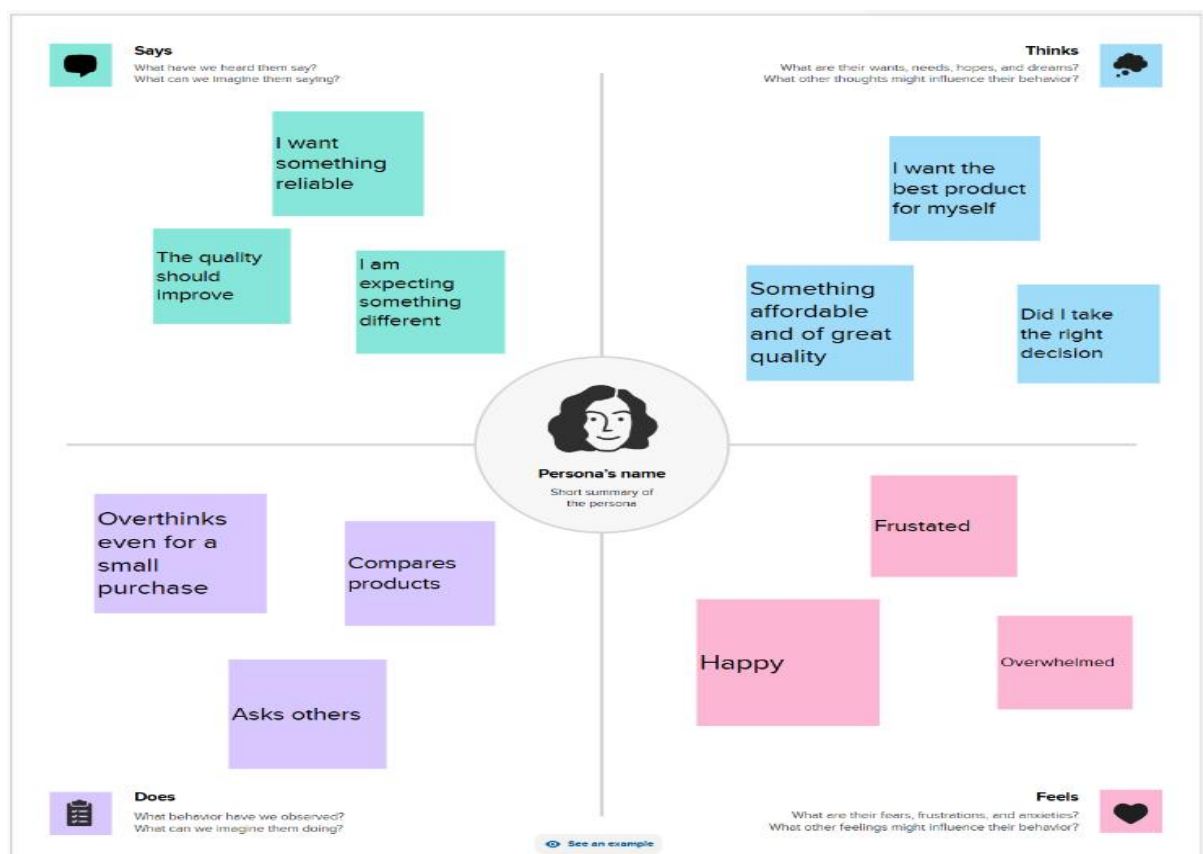 Says
What have we heard them say?
What can we imagine them saying?
I want
something
reliable
The quality
should
improve
I am
expecting
something
different
Thinks
What are their wants, needs, hopes, and dreams?
What other thoughts might influence their behavior?
I want the
best product
for myself
Something
affordable
and of great
quality
Did I take
the right
decision
Persona's name
Short summary of
the persona
Overthinks
even for a
small
purchase
Compares
products
Asks others
Does
What behavior have we observed?
What can we imagine them doing?
Frustated
Happy
Overwhelmed
Feels
What are their fears, frustrations, and anxieties?
What other feelings might influence their behavior?
See an example